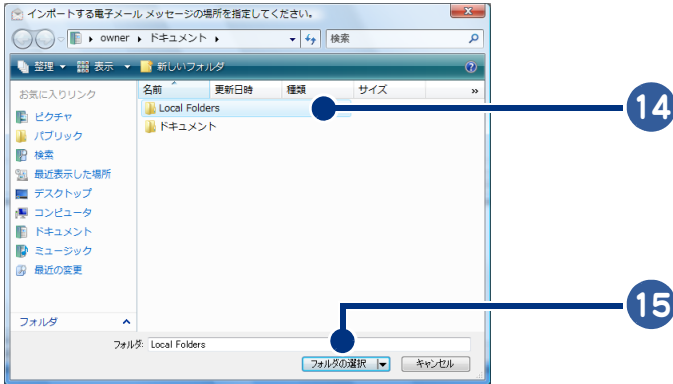 インポートする電子メール メッセージの場所を指定してください。
owner ドキュメント 検索
整理 表示 新しいフォルダ
お気に入りリンク
ピクチャ
パブリック
検索
最近表示した場所
デスクトップ
コンピュータ
ドキュメント
ミュージック
最近の変更
フォルダ
名前 更新日時 種類 サイズ »
Local Folders
ドキュメント
14
フォルダ: Local Folders
フォルダの選択 キャンセル
15